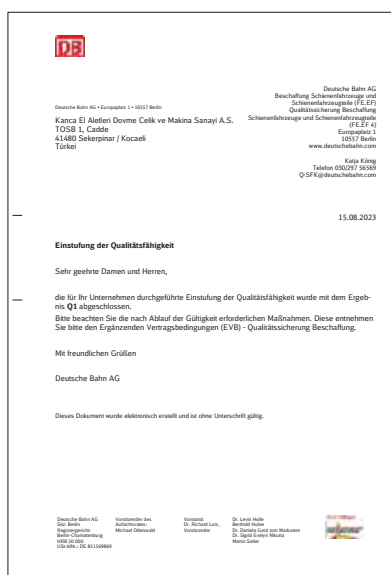 DB
Deutsche Bahn AG
Beschaffung Schienenfahrzeuge und
Schienenfahrzeugteile (FE.EF)
Qualitätssicherung Beschaffung
Schienenfahrzeuge und Schienenfahrzeugteile
(FE.EF 4)
Europaplatz 1
10557 Berlin
www.deutschebahn.com
Deutsche Bahn AG • Europaplatz 1 • 10557 Berlin
Kanca El Aletleri Dovme Celik ve Makina Sanayi A.S.
TOSB 1, Cadde
41480 Sekerpinar / Kocaeli
Türkei
Katja König
Telefon 030/297 56569
Q-SFK@deutschebahn.com
15.08.2023
Einstufung der Qualitätsfähigkeit
Sehr geehrte Damen und Herren,
die für Ihr Unternehmen durchgeführte Einstufung der Qualitätsfähigkeit wurde mit dem Ergeb-
nis Q1 abgeschlossen.
Bitte beachten Sie die nach Ablauf der Gültigkeit erforderlichen Maßnahmen. Diese entnehmen
Sie bitte den Ergänzenden Vertragsbedingungen (EVB) - Qualitätssicherung Beschaffung.
Mit freundlichen Grüßen
Deutsche Bahn AG
Dieses Dokument wurde elektronisch erstellt und ist ohne Unterschrift gültig.
Deutsche Bahn AG
Sitz: Berlin
Registergericht:
Berlin-Charlottenburg
HRB 50 000
USt-IdNr.: DE 811569869
Vorsitzender des
Aufsichtsrates:
Michael Odenwald
Vorstand:
Dr. Richard Lutz,
Vorsitzender
Dr. Levin Holle
Berthold Huber
Dr. Daniela Gerd tom Markotten
Dr. Sigrid Evelyn Nikutta
Martin Seiler